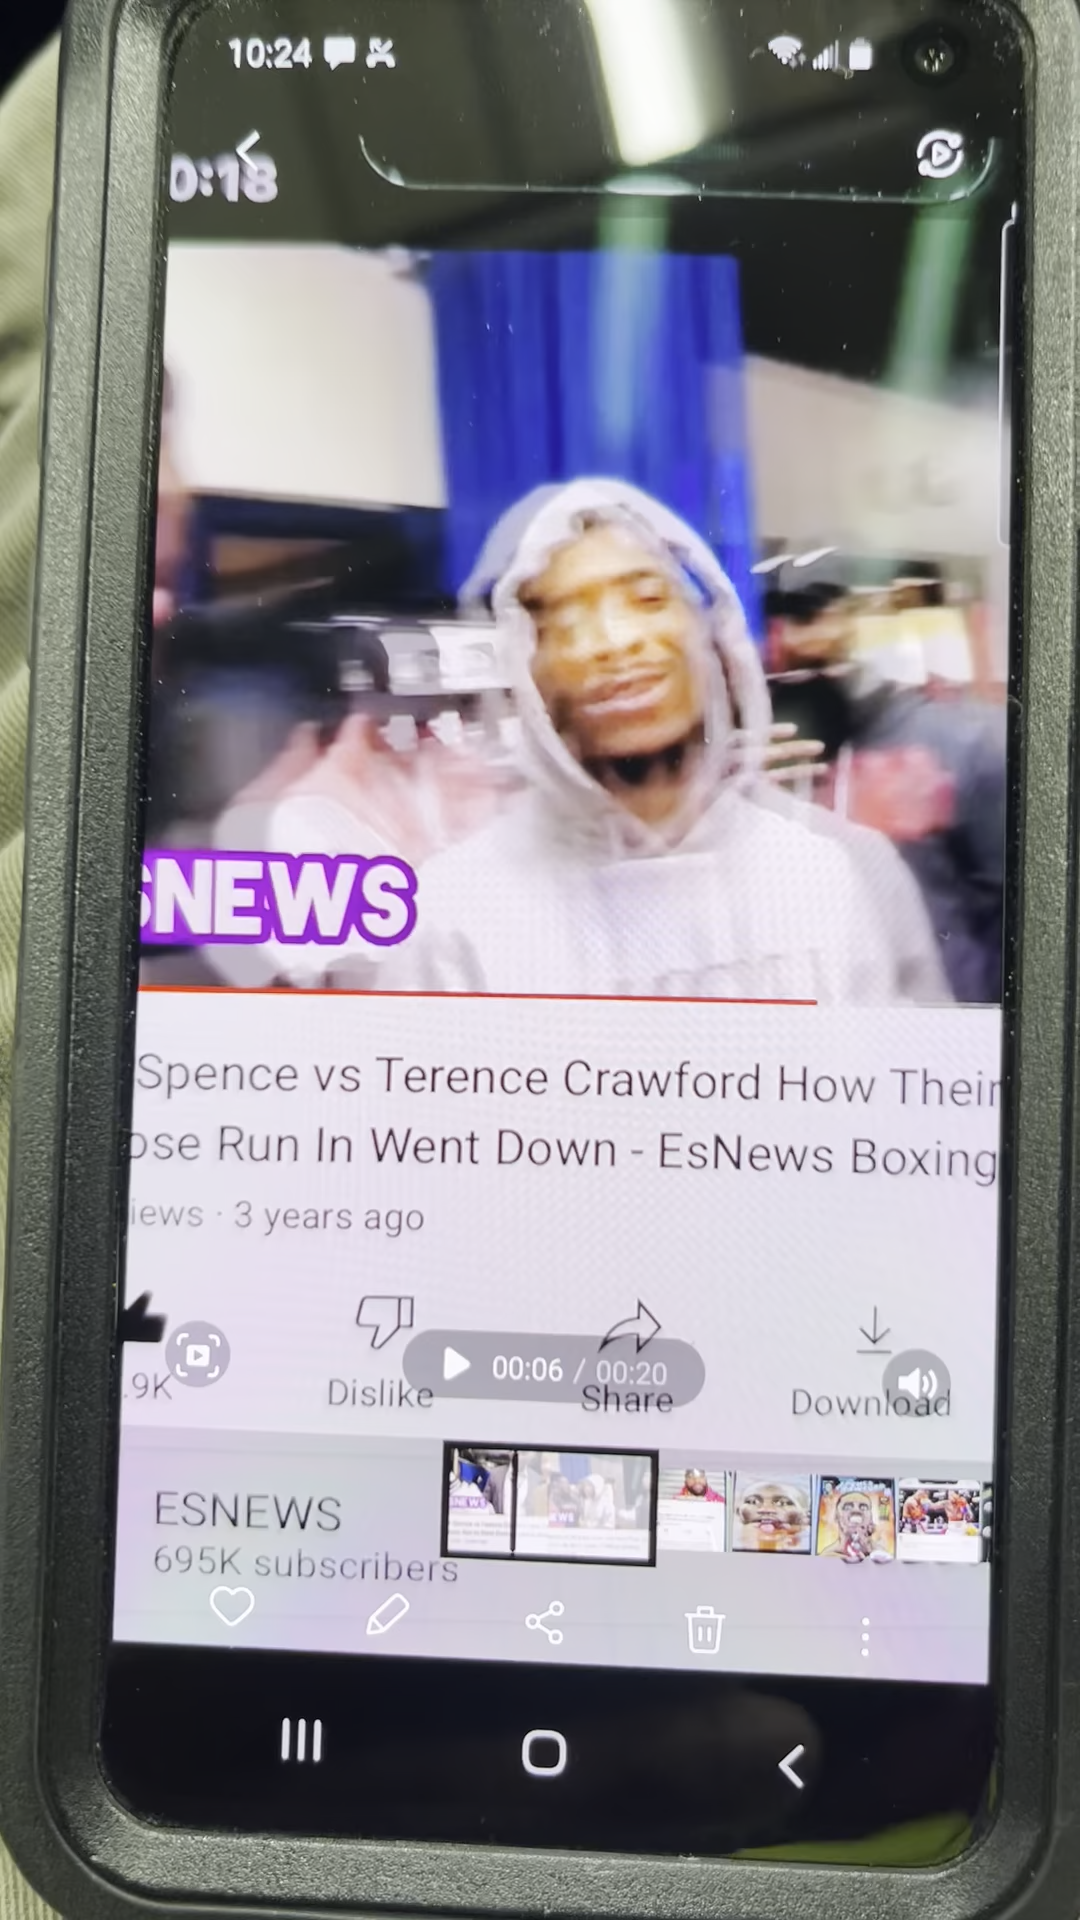 10:24
0:18
SNEWS
Spence vs Terence Crawford How Their
ose Run In Went Down - EsNews Boxing
iews · 3 years ago
00:06 / 00:20
.9K
Dislike
Share
Download
ESNEWS
695K subscribers